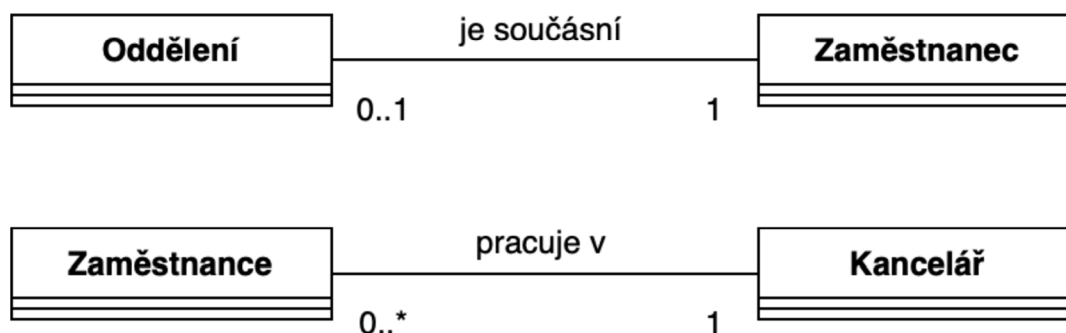 Oddělení
je součásní
Zaměstnanec
0..1
1
Zaměstnance
pracuje v
Kancelář
0..*
1